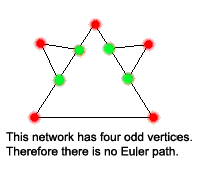 This network has four odd vertices.
Therefore there is no Euler path.